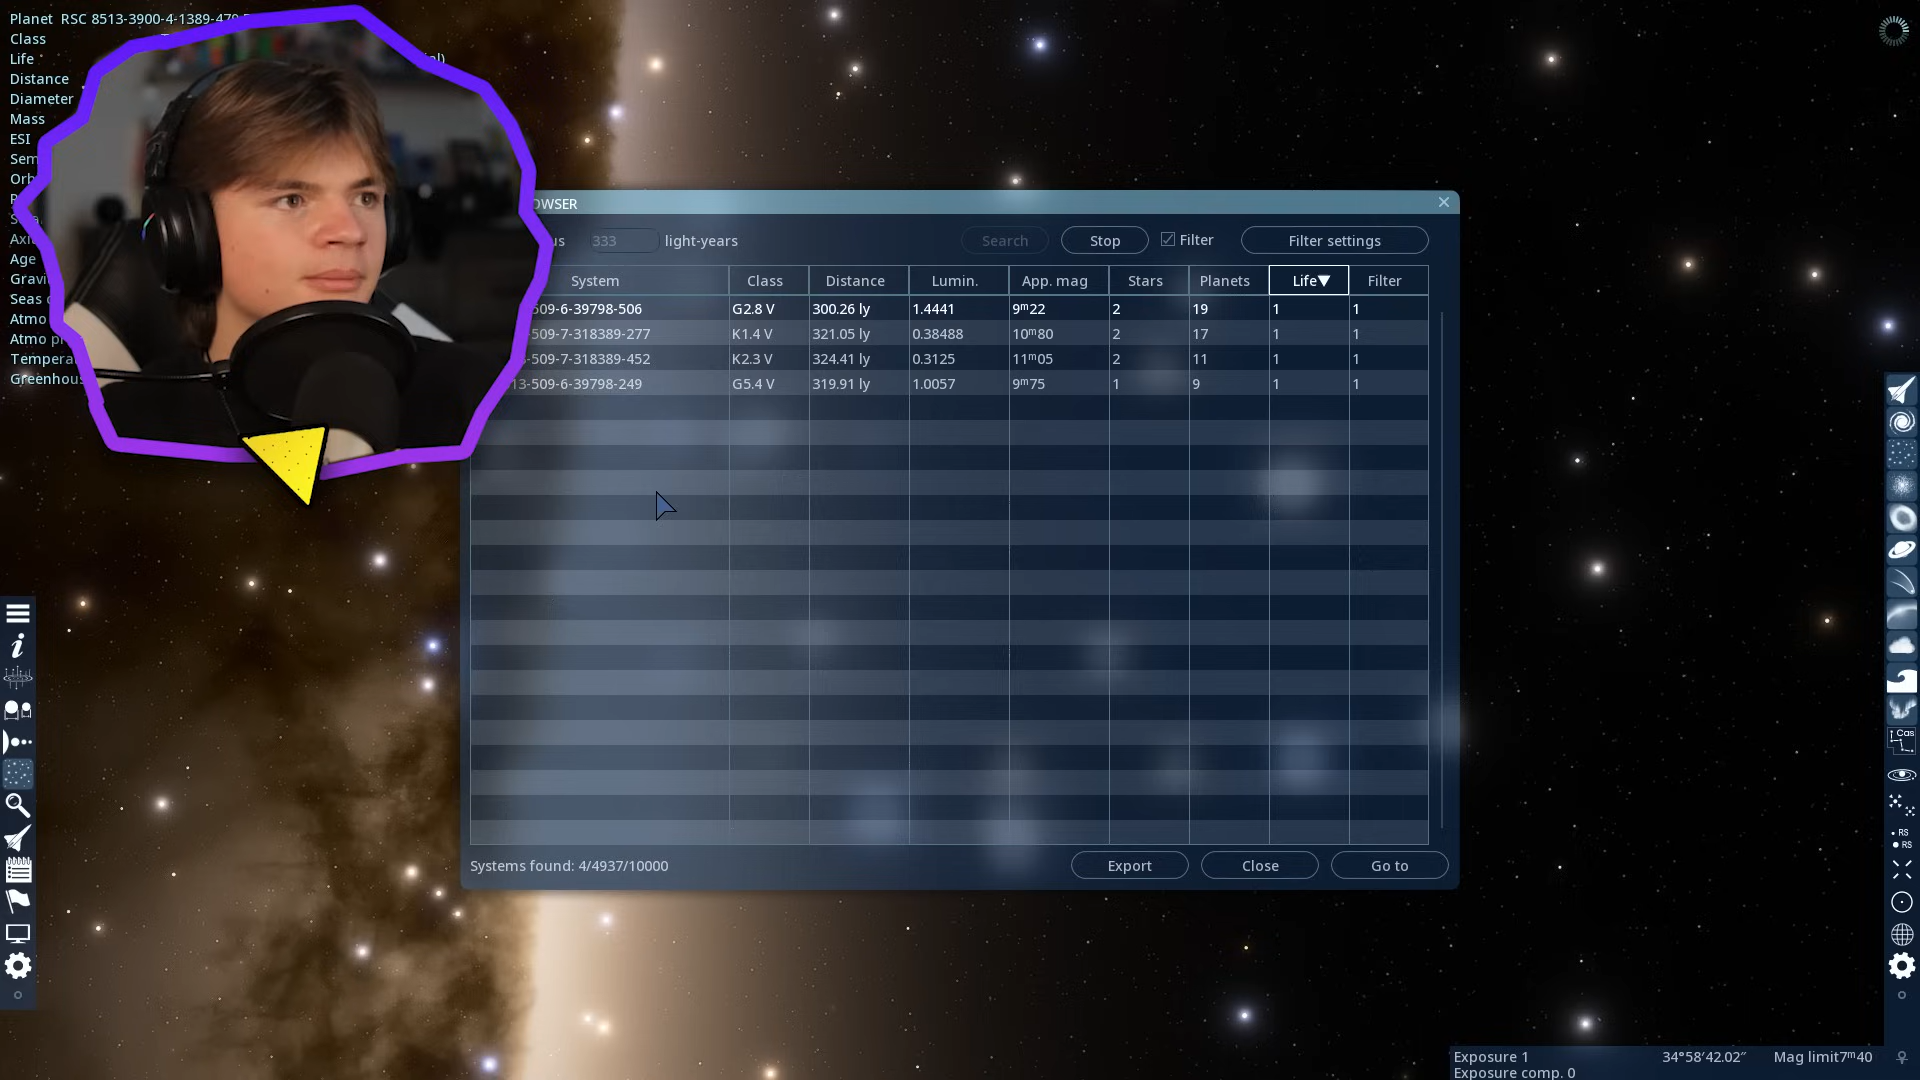 Planet RSC 8513-3900-4-1389-479
Class
Life
Distance
Diameter
Mass
ESI
Age
Seas
Atmo
Atmo
OWSER
333 light-years Search Stop Filter Filter settings
System Class Distance Lumin. App. mag Stars Planets Life▼ Filter
509-6-39798-506 G2.8 V 300.26 ly 1.4441 9ᵐ22 2 19 1 1
-509-7-318389-277 K1.4 V 321.05 ly 0.38488 10ᵐ80 2 17 1 1
-509-7-318389-452 K2.3 V 324.41 ly 0.3125 11ᵐ05 2 11 1 1
13-509-6-39798-249 G5.4 V 319.91 ly 1.0057 9ᵐ75 1 9 1 1
Systems found: 4/4937/10000 Export Close Go to
Cas
RS
RS
Exposure 1 34°58′42.02″ Mag limit7ᵐ40
Exposure comp. 0